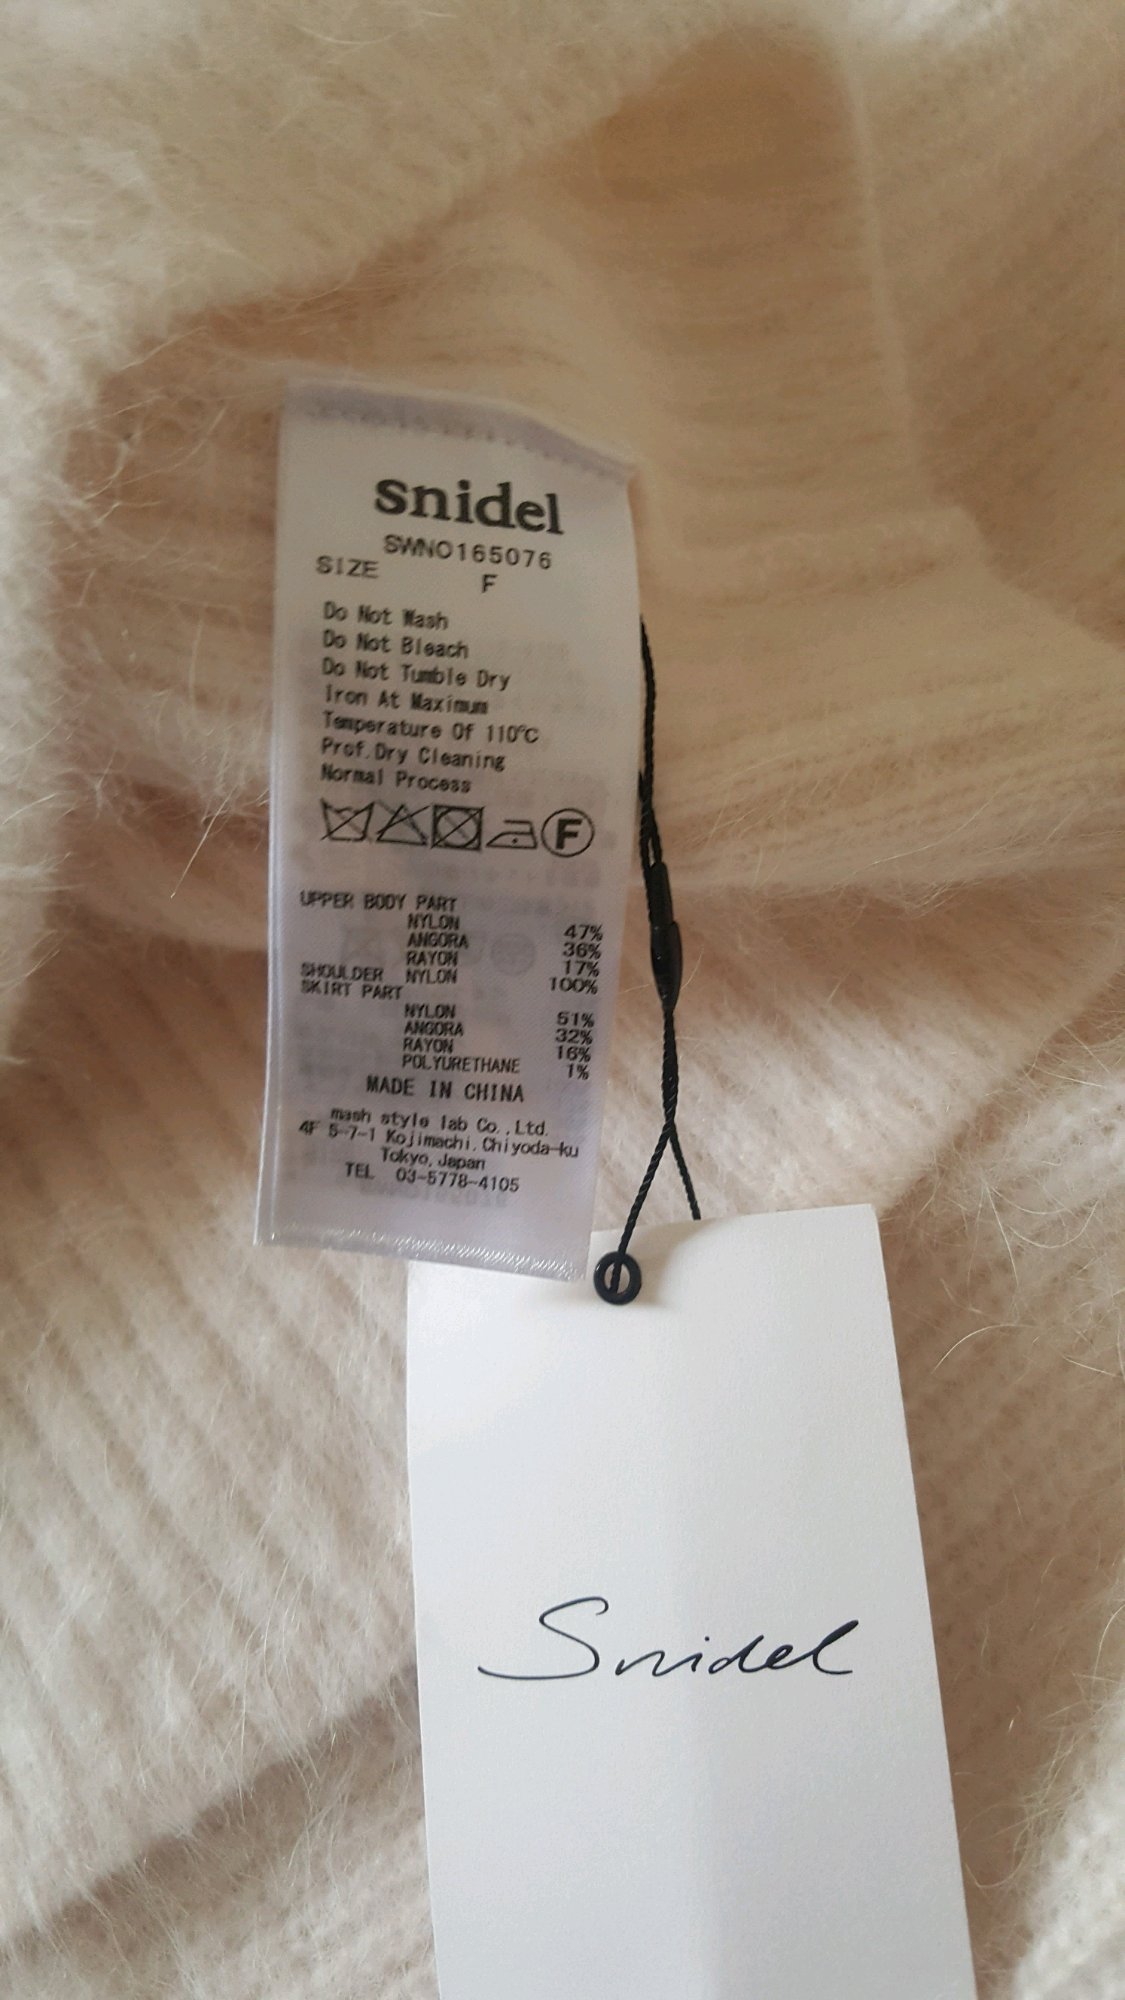 snidel
SWNO165076
SIZE F
Do Not Wash
Do Not Bleach
Do Not Tumble Dry
Iron At Maximum
Temperature Of 110℃
Prof.Dry Cleaning
Normal Process
F
UPPER BODY PART
NYLON 47%
ANGORA 36%
RAYON 17%
SHOULDER NYLON 100%
SKIRT PART
NYLON 51%
ANGORA 32%
RAYON 16%
POLYURETHANE 1%
MADE IN CHINA
mash style lab Co.,Ltd.
4F 5-7-1 Kojimachi,Chiyoda-ku
Tokyo,Japan
TEL 03-5778-4105
Snidel